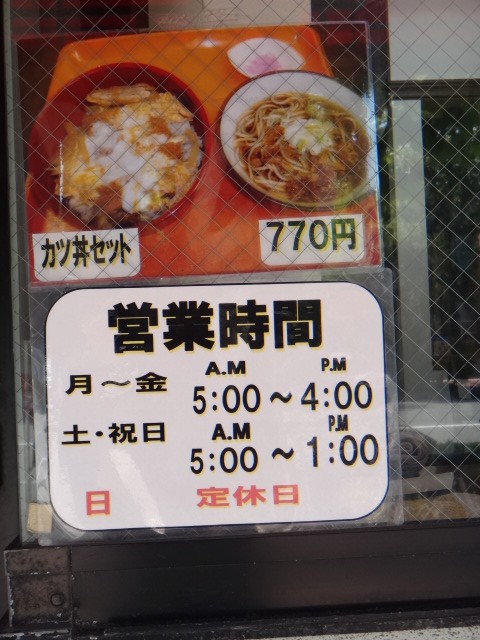 カツ丼セット
770円
営業時間
月～金 A.M 5:00～P.M 4:00
土・祝日 A.M 5:00～P.M 1:00
日 定休日